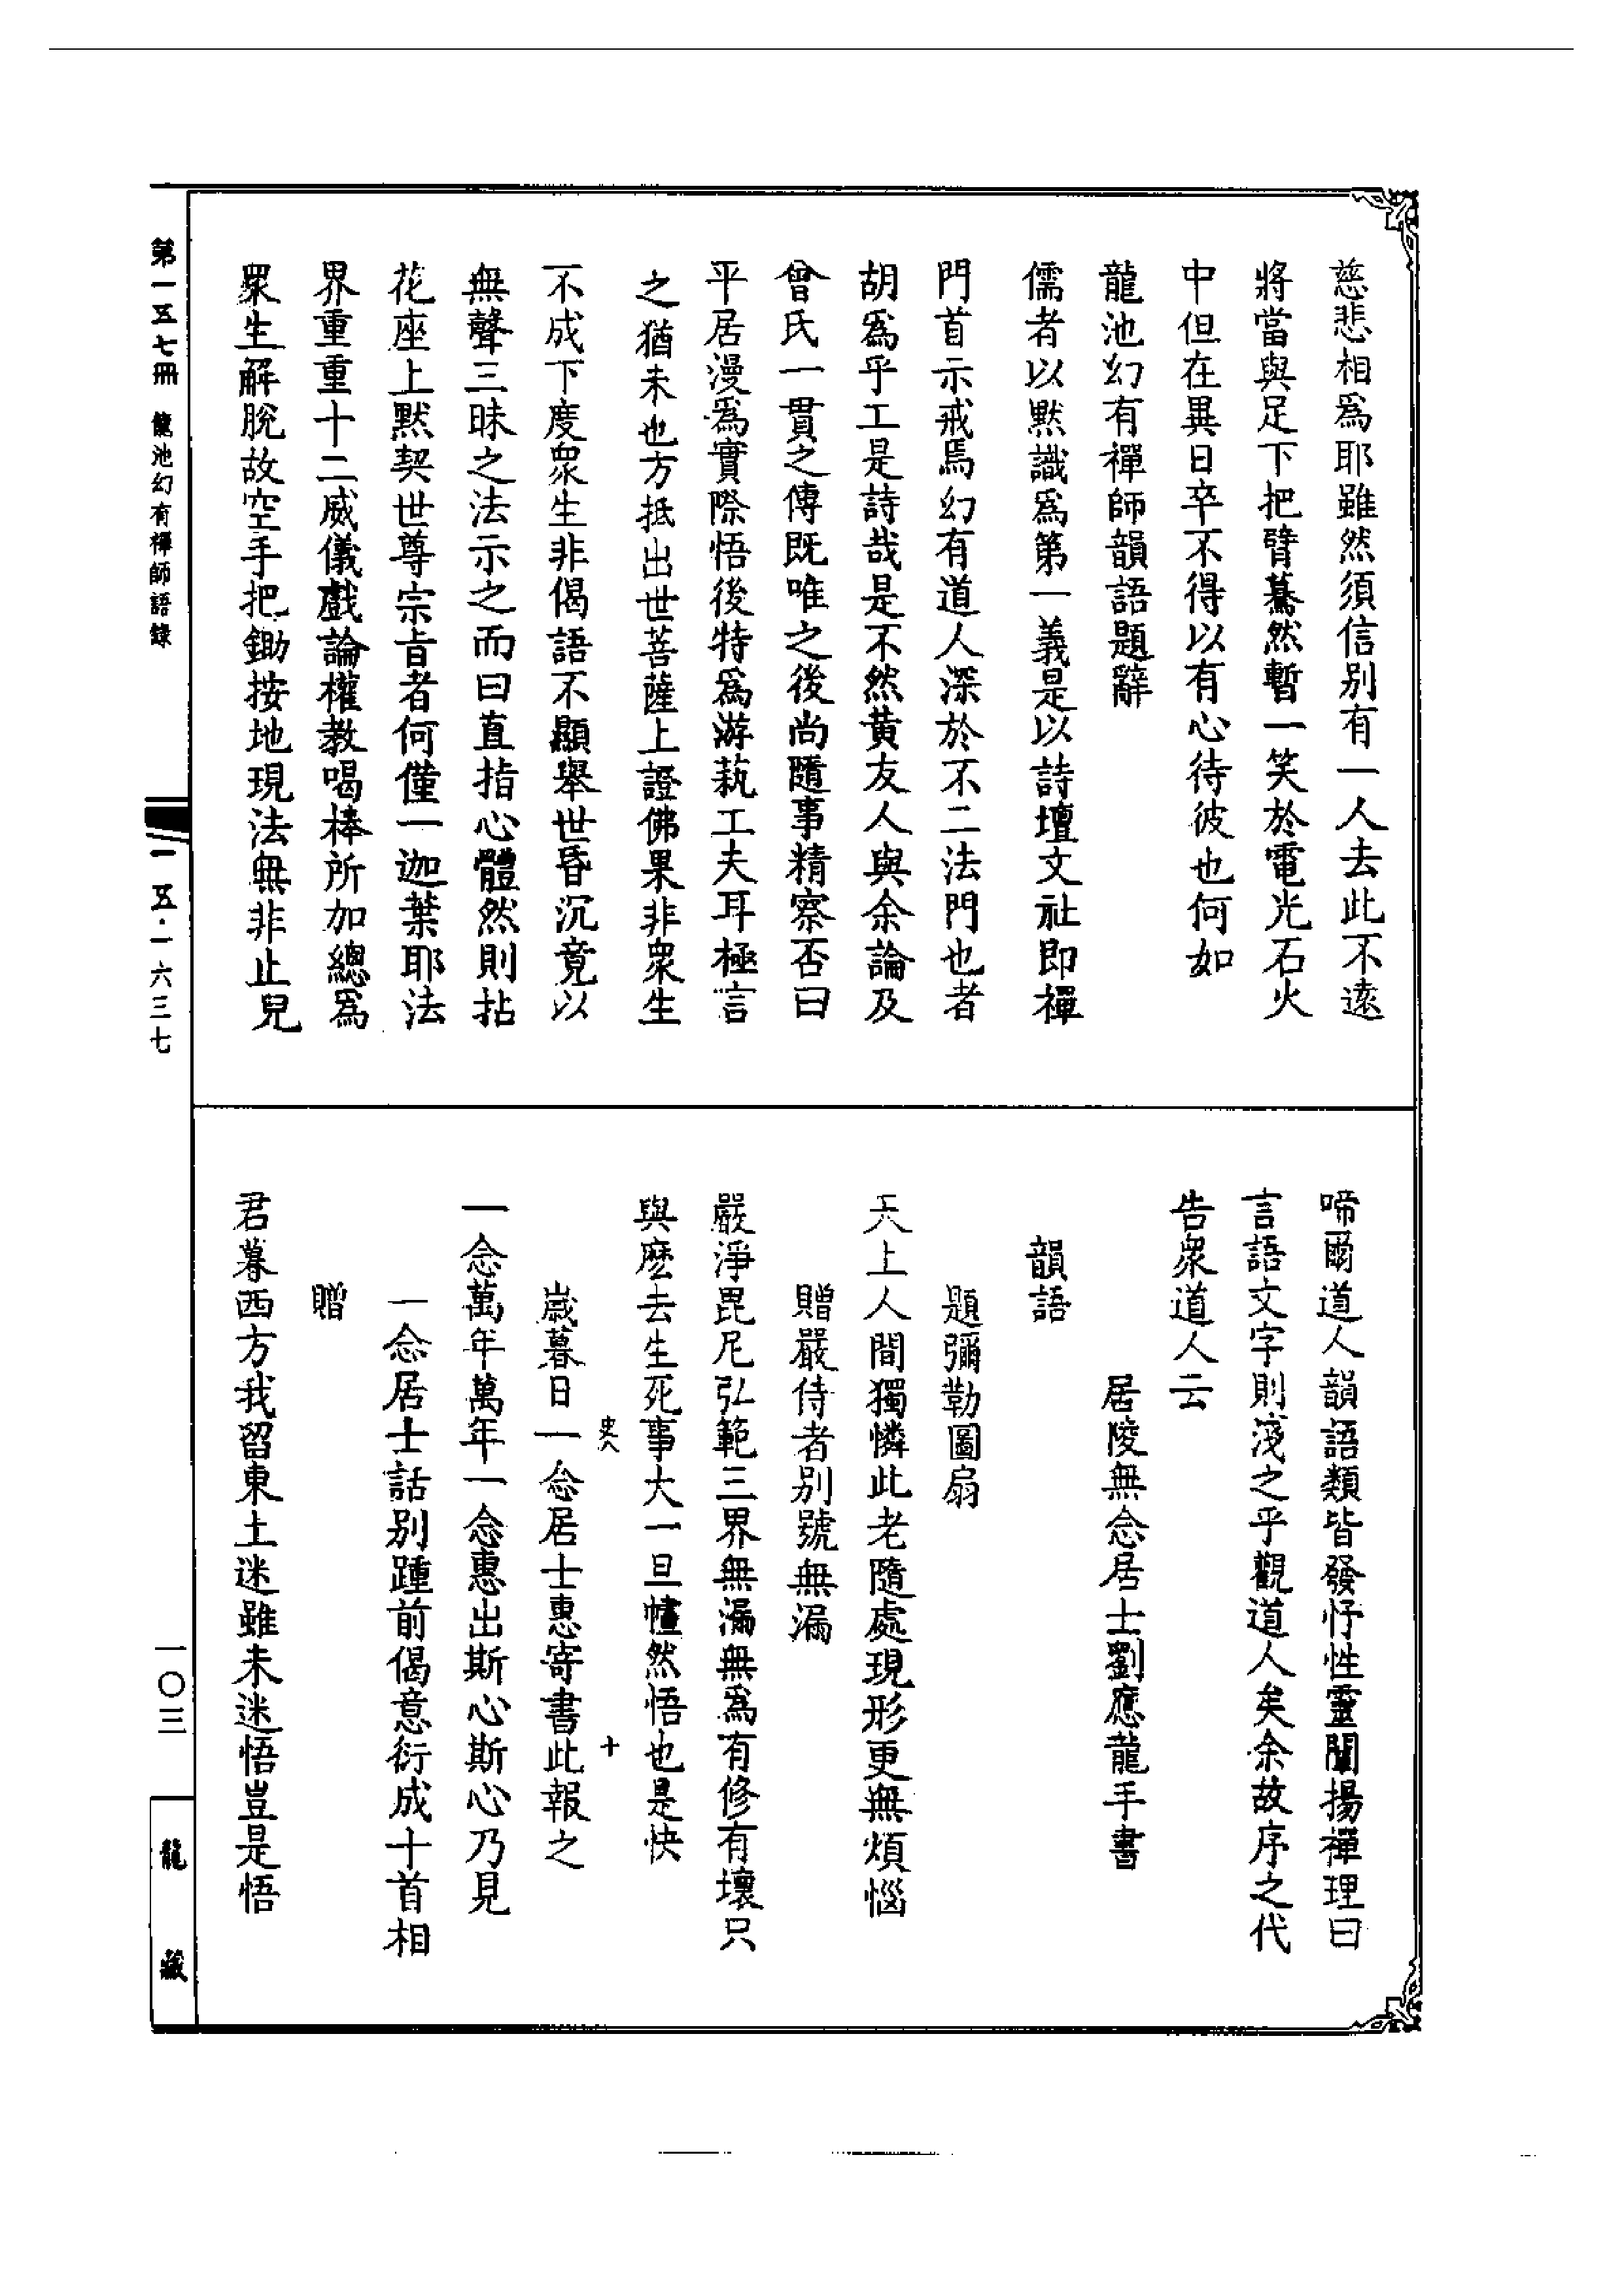 慈悲相爲耶雖然須信别有一人去此不遠
將當與足下把臂驀然暫一笑於電光石火
中但在異日卒不得以有心待彼也何如
龍池幻有禪師韻語題辭
儒者以默識爲第一義是以詩壇文社即禪
門首示戒焉幻有道人深於不二法門也者
胡爲乎工是詩哉是不然黄友人與余論及
曾氏一貫之傳既唯之後尚隨事精察否曰
平居漫爲實際悟後特爲游萟工夫耳極言
之猶未也方抵出世菩薩上證佛果非衆生
不成下度衆生非偈語不顯舉世昏沉竟以
無聲三昧之法示之而曰直指心體然則拈
花座上默契世尊宗旨者何僅一迦葉耶法
界重重十二威儀戲論權教喝棒所加總爲
衆生解脫故空手把鋤按地現法無非止兒
啼爾道人韻語類皆發抒性靈闡揚禪理曰
言語文字則淺之乎觀道人矣余故序之代
告衆道人云
居陵無念居士劉應龍手書
韻語
題彌勒圖扇
天上人間獨憐此老隨處現形更無煩惱
贈嚴侍者别號無漏
嚴淨毘尼弘範三界無漏無爲有修有壞只
與麽去生死事大一旦懂然悟也是快
史八 十
歲暮日一念居士惠寄書此報之
一念萬年萬年一念惠出斯心斯心乃見
一念居士話别踵前偈意衍成十首相
贈
君暮西方我留東土迷雖未迷悟豈是悟
第一五七冊 龍池幻有禪師語錄
一五·一六三七
一〇三
龍藏